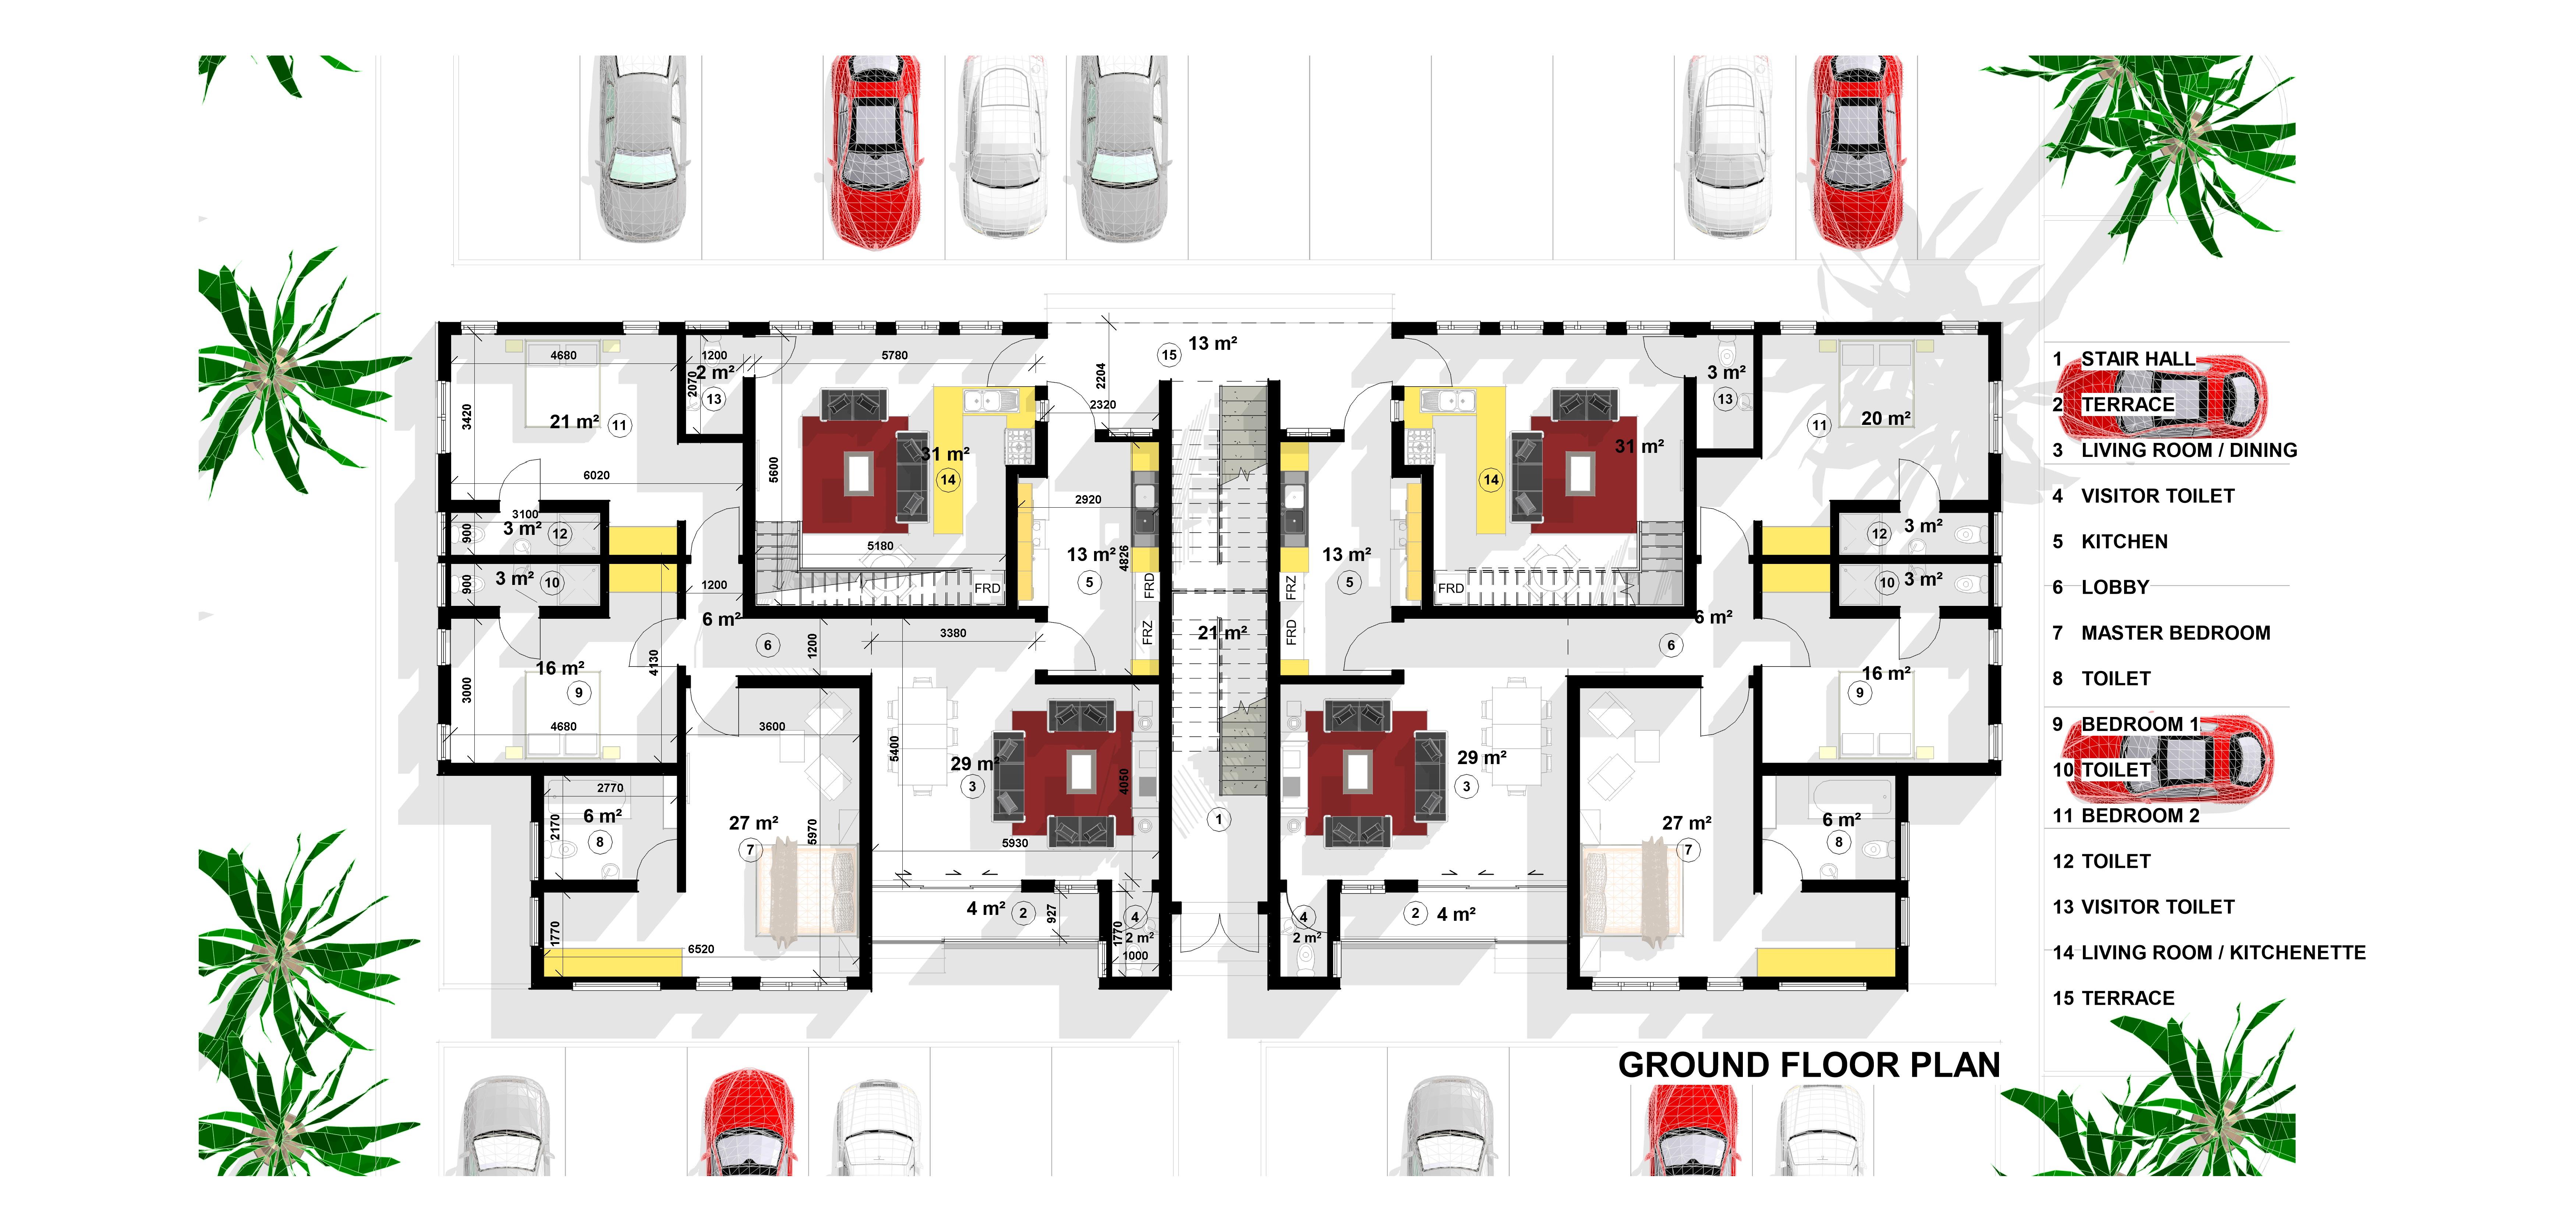 13 m²
15
4680
1200
5780
2 m²
2070
13
2204
2320
3 m²
13
3420
21 m²
11
20 m²
11
31 m²
14
31 m²
14
5600
6020
2920
3100
3 m²
12
900
3 m²
12
5180
13 m²
5
4826
13 m²
5
3 m²
10
900
1200
3 m²
10
FRD
FRD
FRZ
FRD
FRZ
FRD
6 m²
6
1200
3380
21 m²
6 m²
6
16 m²
9
3000
4130
16 m²
9
4680
3600
5400
29 m²
3
4050
29 m²
3
2770
6 m²
8
2170
27 m²
7
5970
5930
1
27 m²
7
6 m²
8
4 m²
2
927
4
2 m²
1770
1000
4
2 m²
2
4 m²
1770
6520
1 STAIR HALL
2 TERRACE
3 LIVING ROOM / DINING
4 VISITOR TOILET
5 KITCHEN
6 LOBBY
7 MASTER BEDROOM
8 TOILET
9 BEDROOM 1
10 TOILET
11 BEDROOM 2
12 TOILET
13 VISITOR TOILET
14 LIVING ROOM / KITCHENETTE
15 TERRACE
GROUND FLOOR PLAN